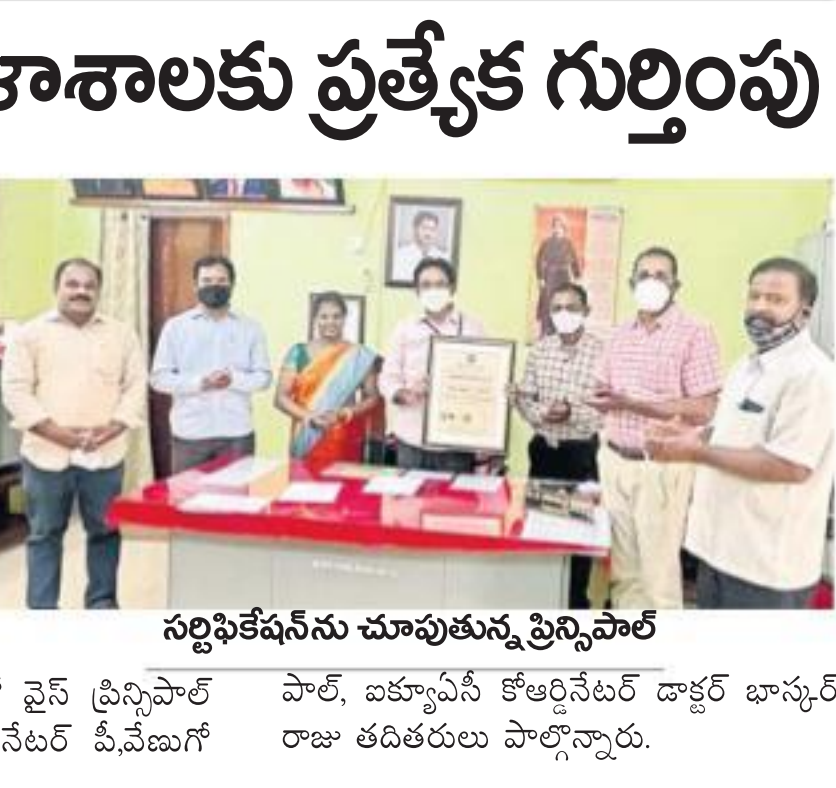 శాలకు ప్రత్యేక గుర్తింపు
సర్టిఫికేషన్‌ను చూపుతున్న ప్రిన్సిపాల్
వైస్ ప్రిన్సిపాల్
నేటర్ పీ,వేణుగో
పాల్, ఐక్యూఏసీ కోఆర్డినేటర్ డాక్టర్ భాస్కర్
రాజు తదితరులు పాల్గొన్నారు.